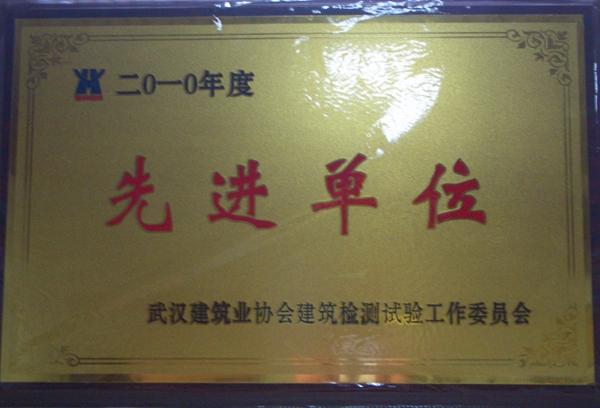 二〇一〇年度
先进单位
武汉建筑业协会建筑检测试验工作委员会